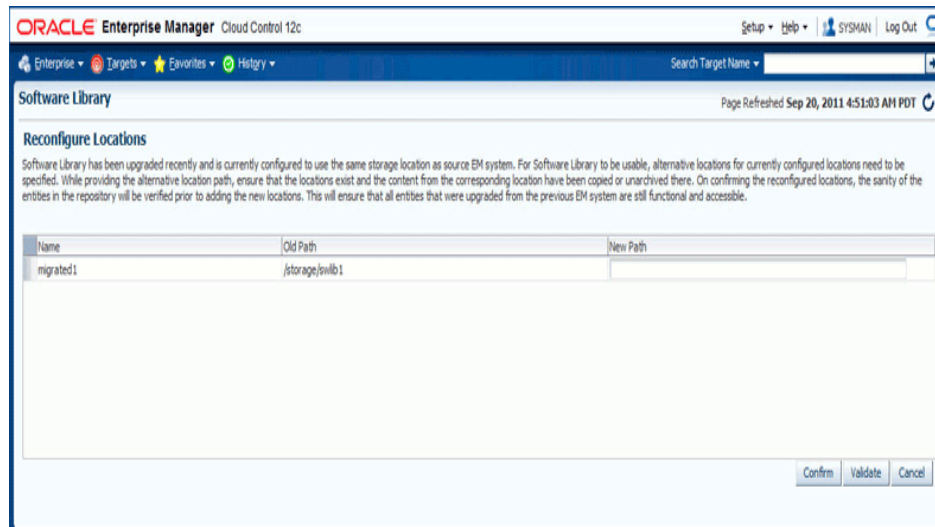 ORACLE Enterprise Manager Cloud Control 12c
Setup Help SYSMAN Log Out
Enterprise Targets Favorites History Search Target Name
Software Library
Page Refreshed Sep 20, 2011 4:51:03 AM PDT
Reconfigure Locations
Software Library has been upgraded recently and is currently configured to use the same storage location as source EM system. For Software Library to be usable, alternative locations for currently configured locations need to be
specified. While providing the alternative location path, ensure that the locations exist and the content from the corresponding location have been copied or unarchived there. On confirming the reconfigured locations, the sanity of the
entities in the repository will be verified prior to adding the new locations. This will ensure that all entities that were upgraded from the previous EM system are still functional and accessible.
Name Old Path New Path
migrated1 /storage/swlib1
Confirm Validate Cancel